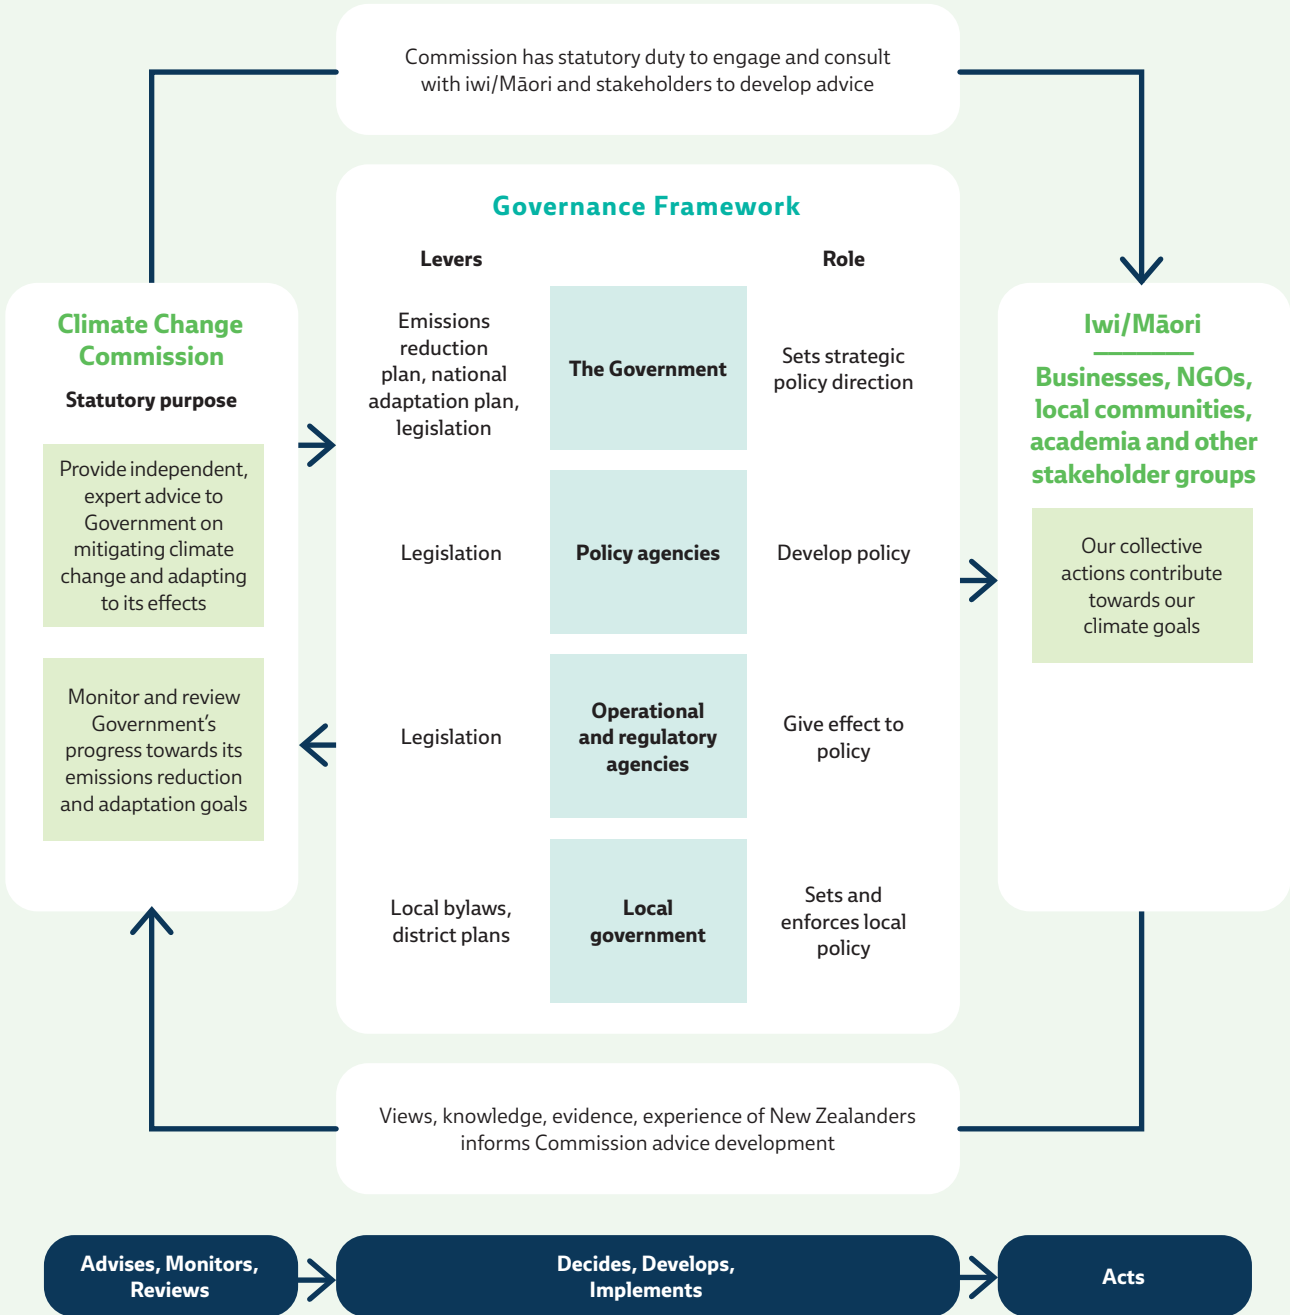 Commission has statutory duty to engage and consult
with iwi/Māori and stakeholders to develop advice
Climate Change
Commission
Statutory purpose
Provide independent,
expert advice to
Government on
mitigating climate
change and adapting
to its effects
Monitor and review
Government’s
progress towards its
emissions reduction
and adaptation goals
Governance Framework
Levers
Role
Emissions
reduction
plan, national
adaptation plan,
legislation
The Government
Sets strategic
policy direction
Legislation
Policy agencies
Develop policy
Legislation
Operational
and regulatory
agencies
Give effect to
policy
Local bylaws,
district plans
Local
government
Sets and
enforces local
policy
Iwi/Māori
Businesses, NGOs,
local communities,
academia and other
stakeholder groups
Our collective
actions contribute
towards our
climate goals
Views, knowledge, evidence, experience of New Zealanders
informs Commission advice development
Advises, Monitors,
Reviews
Decides, Develops,
Implements
Acts